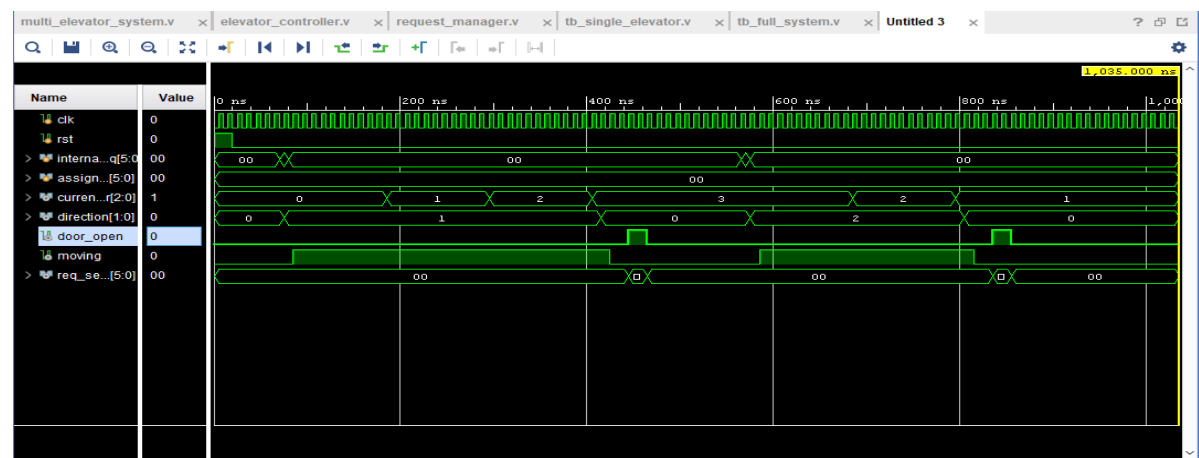 multi_elevator_system.v × elevator_controller.v × request_manager.v × tb_single_elevator.v × tb_full_system.v × Untitled 3 ×
1,035.000 ns
Name Value 0 ns 200 ns 400 ns 600 ns 800 ns 1,00
clk 0
rst 0
interna...q[5:0 00 00 00 00
assign...[5:0] 00 00
curren...r[2:0] 1 0 1 2 3 2 1
direction[1:0] 0 0 1 0 2 0
door_open 0
moving 0
req_se...[5:0] 00 00 00 00